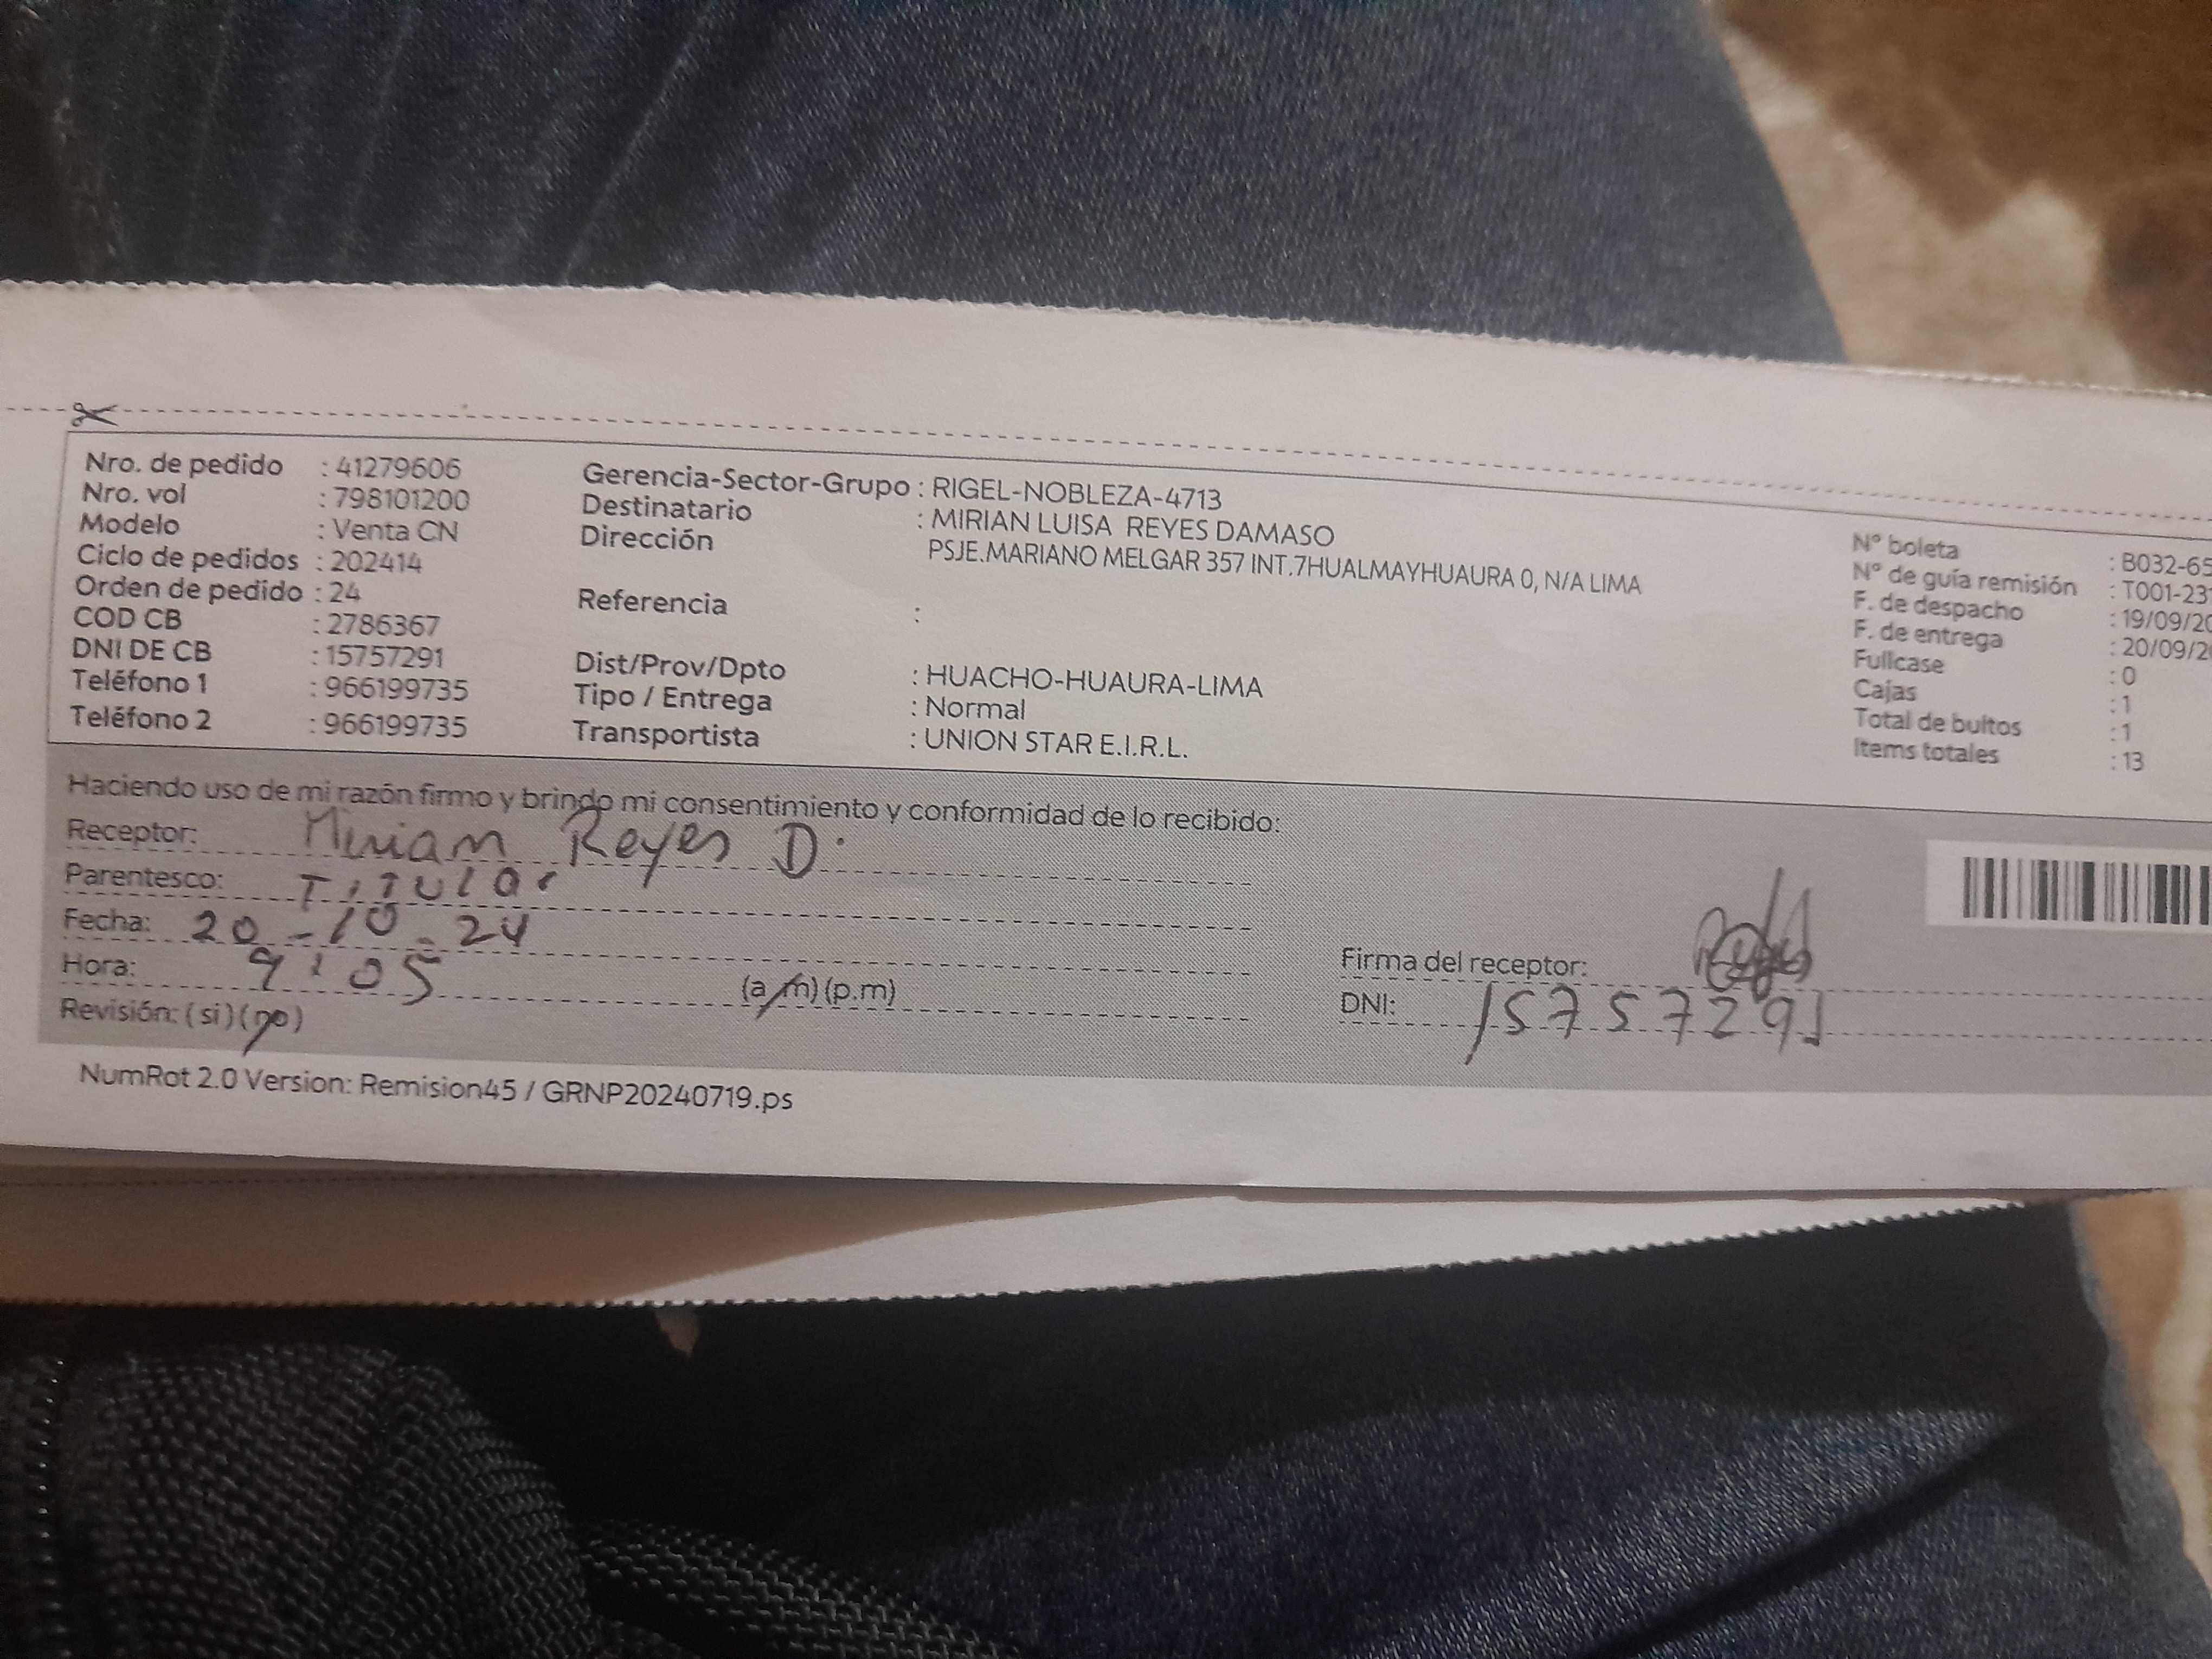 Nro. de pedido : 41279606
Nro. vol : 798101200
Modelo : Venta CN
Ciclo de pedidos : 202414
Orden de pedido : 24
COD CB : 2786367
DNI DE CB : 15757291
Teléfono 1 : 966199735
Teléfono 2 : 966199735
Gerencia-Sector-Grupo : RIGEL-NOBLEZA-4713
Destinatario : MIRIAN LUISA REYES DAMASO
Dirección PSJE.MARIANO MELGAR 357 INT.7HUALMAYHUAURA 0, N/A LIMA
Referencia :
Dist/Prov/Dpto : HUACHO-HUAURA-LIMA
Tipo / Entrega : Normal
Transportista : UNION STAR E.I.R.L.
N° boleta : B032-65
N° de guía remisión : T001-23
F. de despacho : 19/09/20
F. de entrega : 20/09/2
Fullcase : 0
Cajas : 1
Total de bultos : 1
Items totales : 13
Haciendo uso de mi razón firmo y brindo mi consentimiento y conformidad de lo recibido:
Receptor: Miriam Reyes D.
Parentesco: Titular
Fecha: 20-10-24
Hora: 9:05 (a.m) (p.m)
Revisión: (si) (no)
Firma del receptor:
DNI: 15757291
NumRot 2.0 Version: Remision45 / GRNP20240719.ps